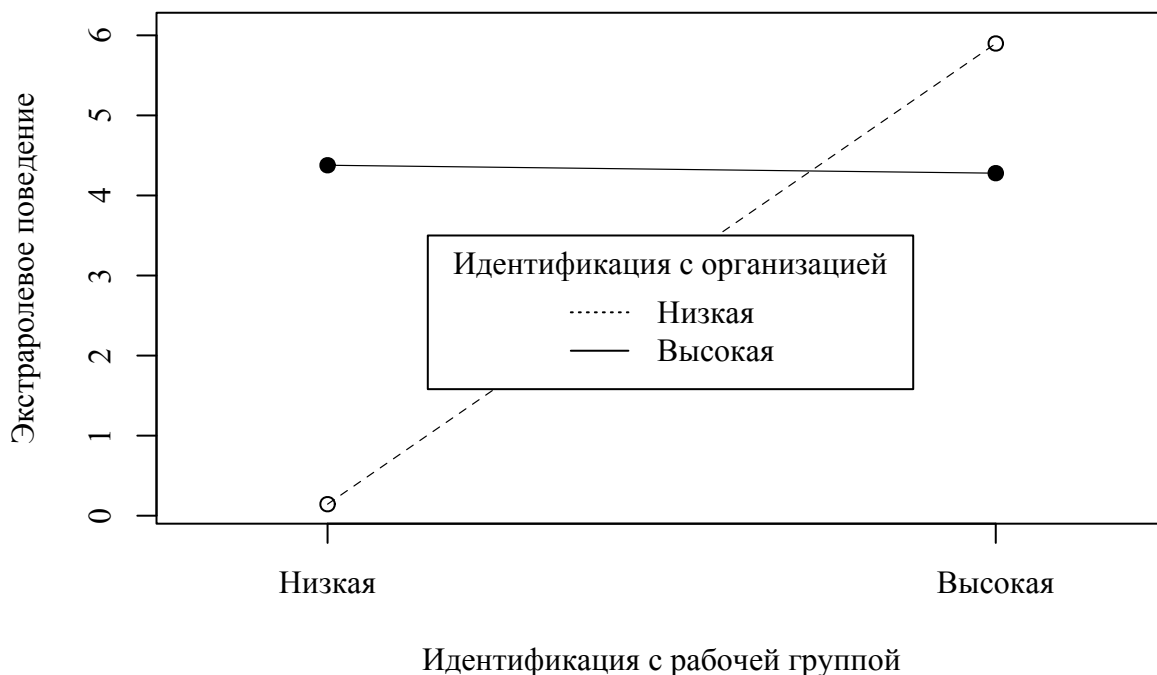 Экстраролевое поведение
6
5
4
3
2
1
0
Идентификация с организацией
Низкая
Высокая
Низкая Высокая
Идентификация с рабочей группой